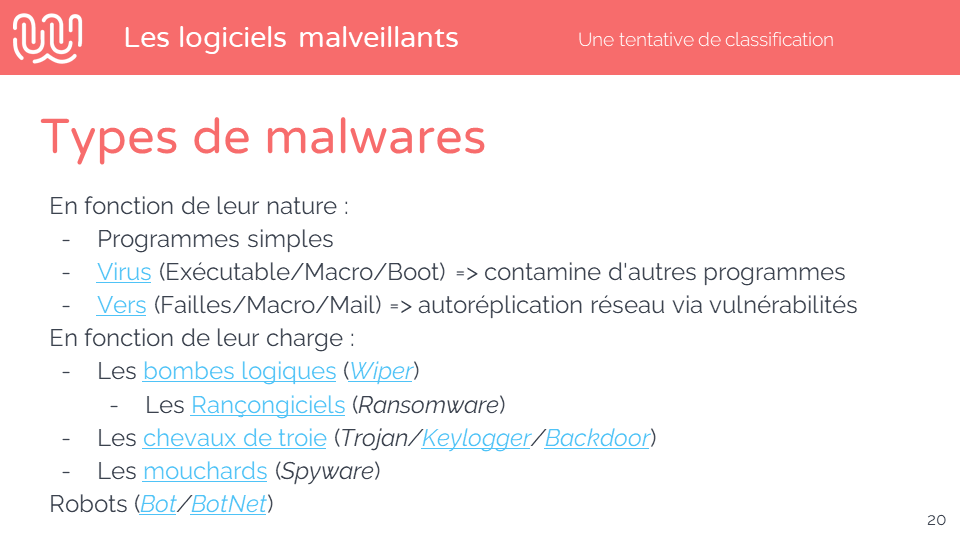 Les logiciels malveillants
Une tentative de classification
Types de malwares
En fonction de leur nature :
- Programmes simples
- Virus (Exécutable/Macro/Boot) => contamine d'autres programmes
- Vers (Failles/Macro/Mail) => autoréplication réseau via vulnérabilités
En fonction de leur charge :
- Les bombes logiques (Wiper)
- Les Rançongiciels (Ransomware)
- Les chevaux de troie (Trojan/Keylogger/Backdoor)
- Les mouchards (Spyware)
Robots (Bot/BotNet)
20